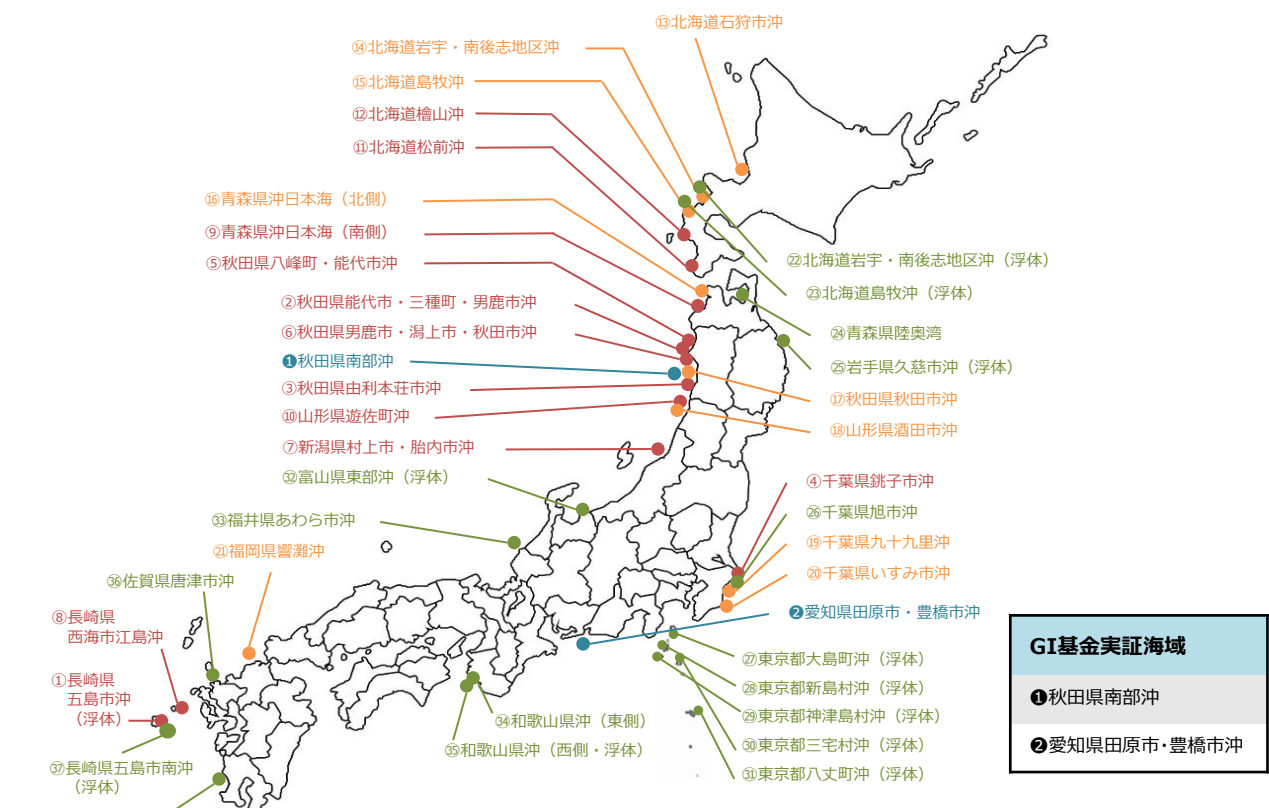 ⑬北海道石狩市沖
⑭北海道岩宇・南後志地区沖
⑮北海道島牧沖
⑫北海道檜山沖
⑪北海道松前沖
⑯青森県沖日本海（北側）
⑨青森県沖日本海（南側）
⑤秋田県八峰町・能代市沖
②秋田県能代市・三種町・男鹿市沖
⑥秋田県男鹿市・潟上市・秋田市沖
❶秋田県南部沖
③秋田県由利本荘市沖
⑩山形県遊佐町沖
⑦新潟県村上市・胎内市沖
㉜富山県東部沖（浮体）
㉝福井県あわら市沖
㉑福岡県響灘沖
㊱佐賀県唐津市沖
⑧長崎県
西海市江島沖
①長崎県
五島市沖
（浮体）
㊲長崎県五島市南沖
（浮体）
㉒北海道岩宇・南後志地区沖（浮体）
㉓北海道島牧沖（浮体）
㉔青森県陸奥湾
㉕岩手県久慈市沖（浮体）
⑰秋田県秋田市沖
⑱山形県酒田市沖
④千葉県銚子市沖
㉖千葉県旭市沖
⑲千葉県九十九里沖
⑳千葉県いすみ市沖
❷愛知県田原市・豊橋市沖
㉗東京都大島町沖（浮体）
㉘東京都新島村沖（浮体）
㉙東京都神津島村沖（浮体）
㉚東京都三宅村沖（浮体）
㉛東京都八丈町沖（浮体）
㉞和歌山県沖（東側）
㉟和歌山県沖（西側・浮体）
GI基金実証海域
❶秋田県南部沖
❷愛知県田原市・豊橋市沖